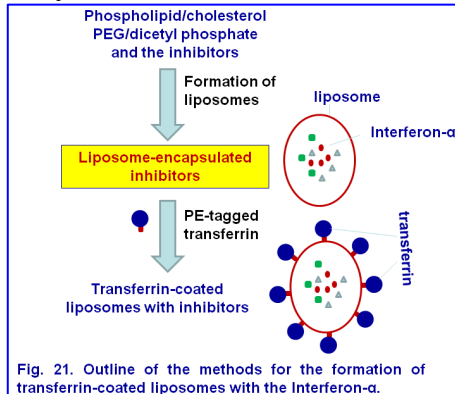 Phospholipid/cholesterol
PEG/dicetyl phosphate
and the inhibitors
Formation of
liposomes
liposome
Interferon-α
Liposome-encapsulated
inhibitors
PE-tagged
transferrin
transferrin
Transferrin-coated
liposomes with inhibitors
Fig. 21. Outline of the methods for the formation of
transferrin-coated liposomes with the Interferon-α.